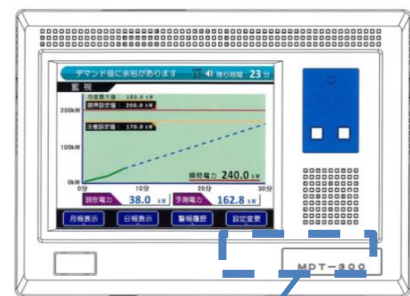 デマンド値に余裕があります 残り時間：23分
監視
200kW
限界設定値： 200.0 kW
注意設定値： 170.0 kW
100kW
瞬時電力 240.0 kW
0kW
0分 10分 20分 30分
現在電力 38.0 kW 予測電力 162.8 kW
月報表示 日報表示 警報履歴 設定変更
MDT-300